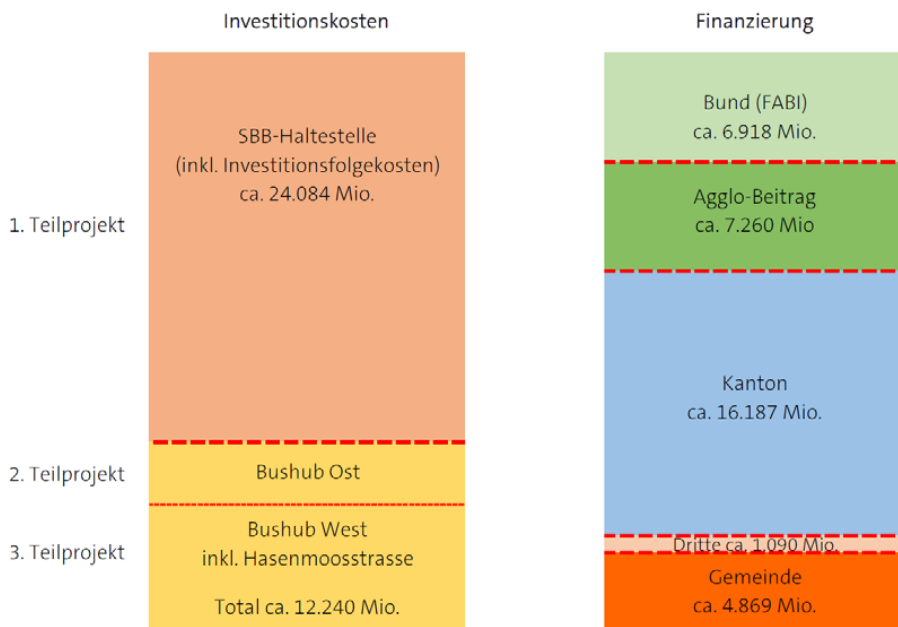 Investitionskosten
SBB-Haltestelle
(inkl. Investitionsfolgekosten)
ca. 24.084 Mio.
1. Teilprojekt
2. Teilprojekt
Bushub Ost
3. Teilprojekt
Bushub West
inkl. Hasenmoosstrasse
Total ca. 12.240 Mio.
Finanzierung
Bund (FABI)
ca. 6.918 Mio.
Agglo-Beitrag
ca. 7.260 Mio
Kanton
ca. 16.187 Mio.
Dritte ca. 1.090 Mio.
Gemeinde
ca. 4.869 Mio.